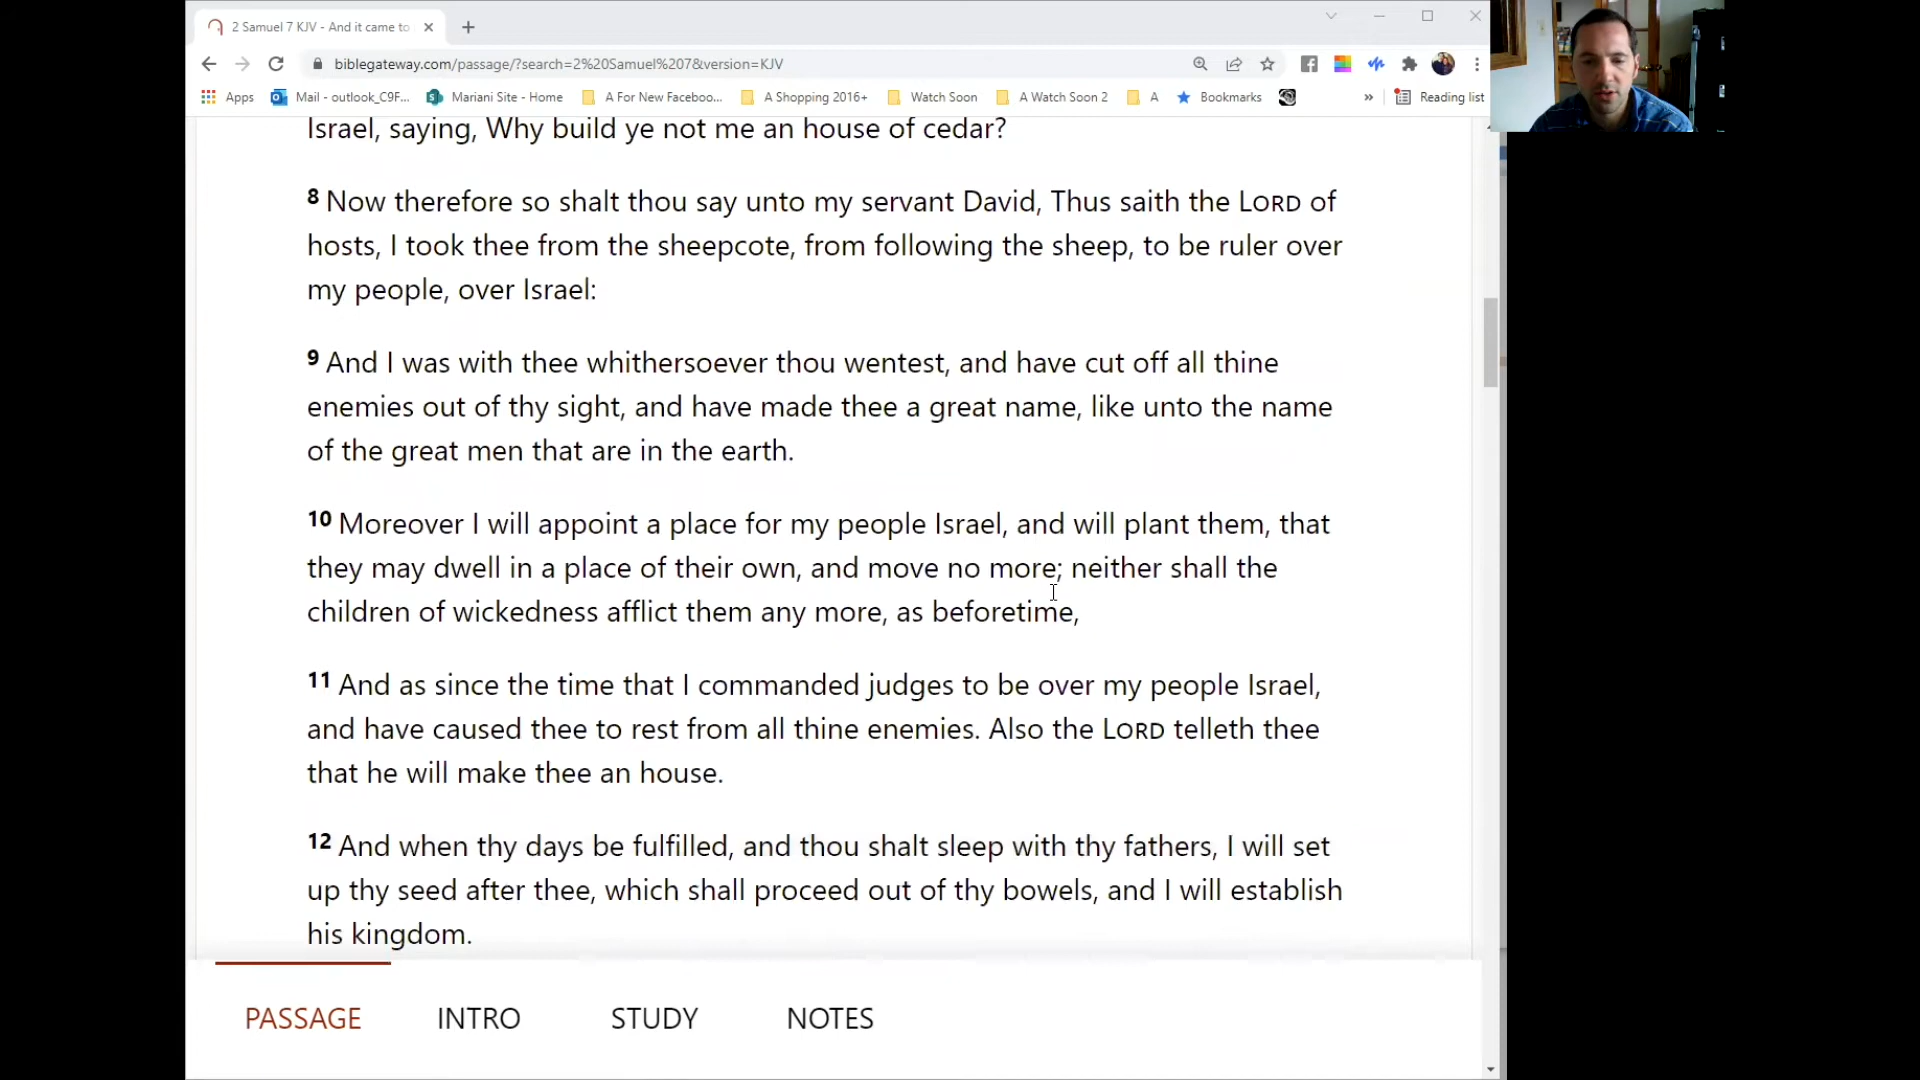 2 Samuel 7 KJV - And it came to
biblegateway.com/passage/?search=2%20Samuel%207&version=KJV
Apps
Mail - outlook_C9F...
Mariani Site - Home
A For New Faceboo...
A Shopping 2016+
Watch Soon
A Watch Soon 2
A
Bookmarks
»
Reading list
Israel, saying, Why build ye not me an house of cedar?
8 Now therefore so shalt thou say unto my servant David, Thus saith the LORD of
hosts, I took thee from the sheepcote, from following the sheep, to be ruler over
my people, over Israel:
9 And I was with thee whithersoever thou wentest, and have cut off all thine
enemies out of thy sight, and have made thee a great name, like unto the name
of the great men that are in the earth.
10 Moreover I will appoint a place for my people Israel, and will plant them, that
they may dwell in a place of their own, and move no more; neither shall the
children of wickedness afflict them any more, as beforetime,
11 And as since the time that I commanded judges to be over my people Israel,
and have caused thee to rest from all thine enemies. Also the LORD telleth thee
that he will make thee an house.
12 And when thy days be fulfilled, and thou shalt sleep with thy fathers, I will set
up thy seed after thee, which shall proceed out of thy bowels, and I will establish
his kingdom.
PASSAGE
INTRO
STUDY
NOTES